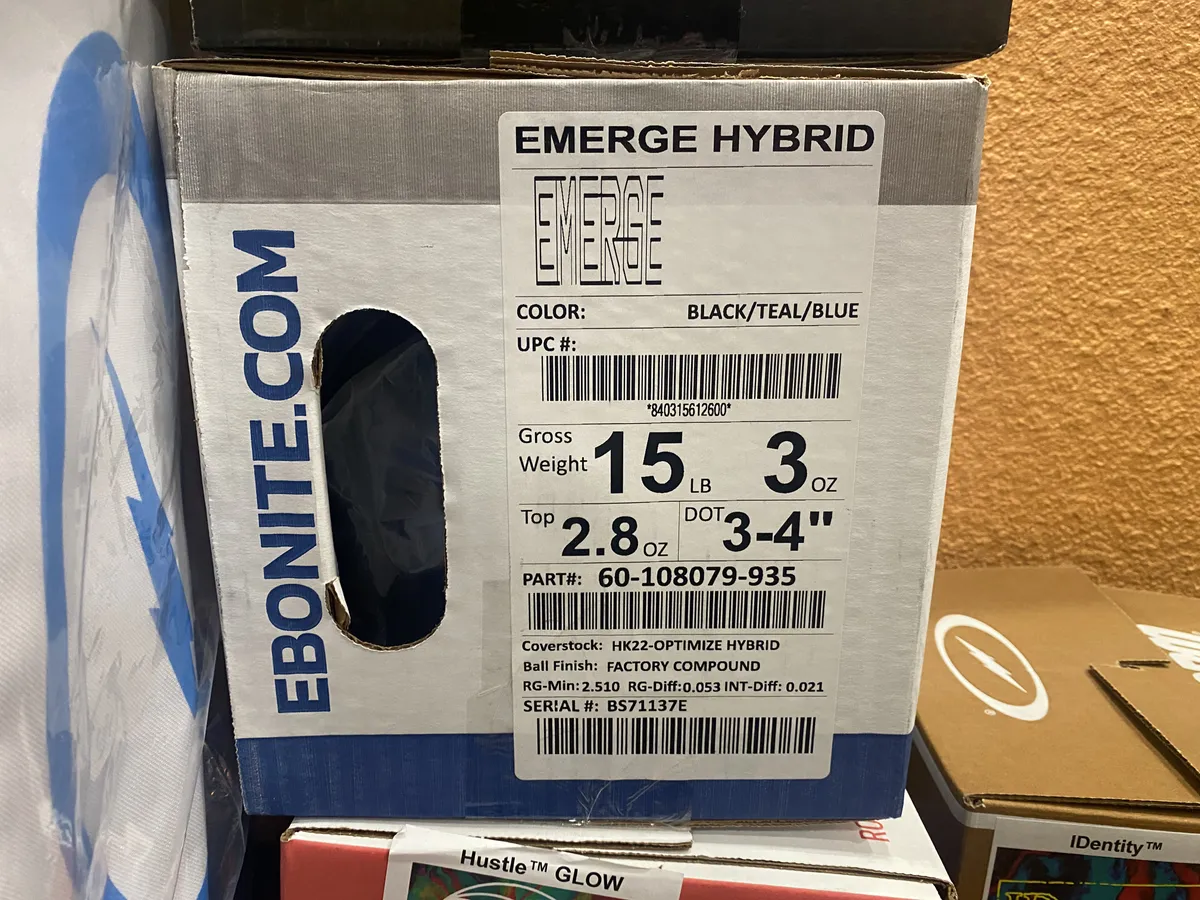 EMERGE HYBRID
EMERGE
COLOR: BLACK/TEAL/BLUE
UPC #:
*840315612600*
Gross Weight 15 LB 3 OZ
Top 2.8 OZ DOT 3-4"
PART#: 60-108079-935
Coverstock: HK22-OPTIMIZE HYBRID
Ball Finish: FACTORY COMPOUND
RG-Min: 2.510 RG-Diff: 0.053 INT-Diff: 0.021
SERIAL #: BS71137E
EBONITE.COM
Hustle™ GLOW
IDentity™